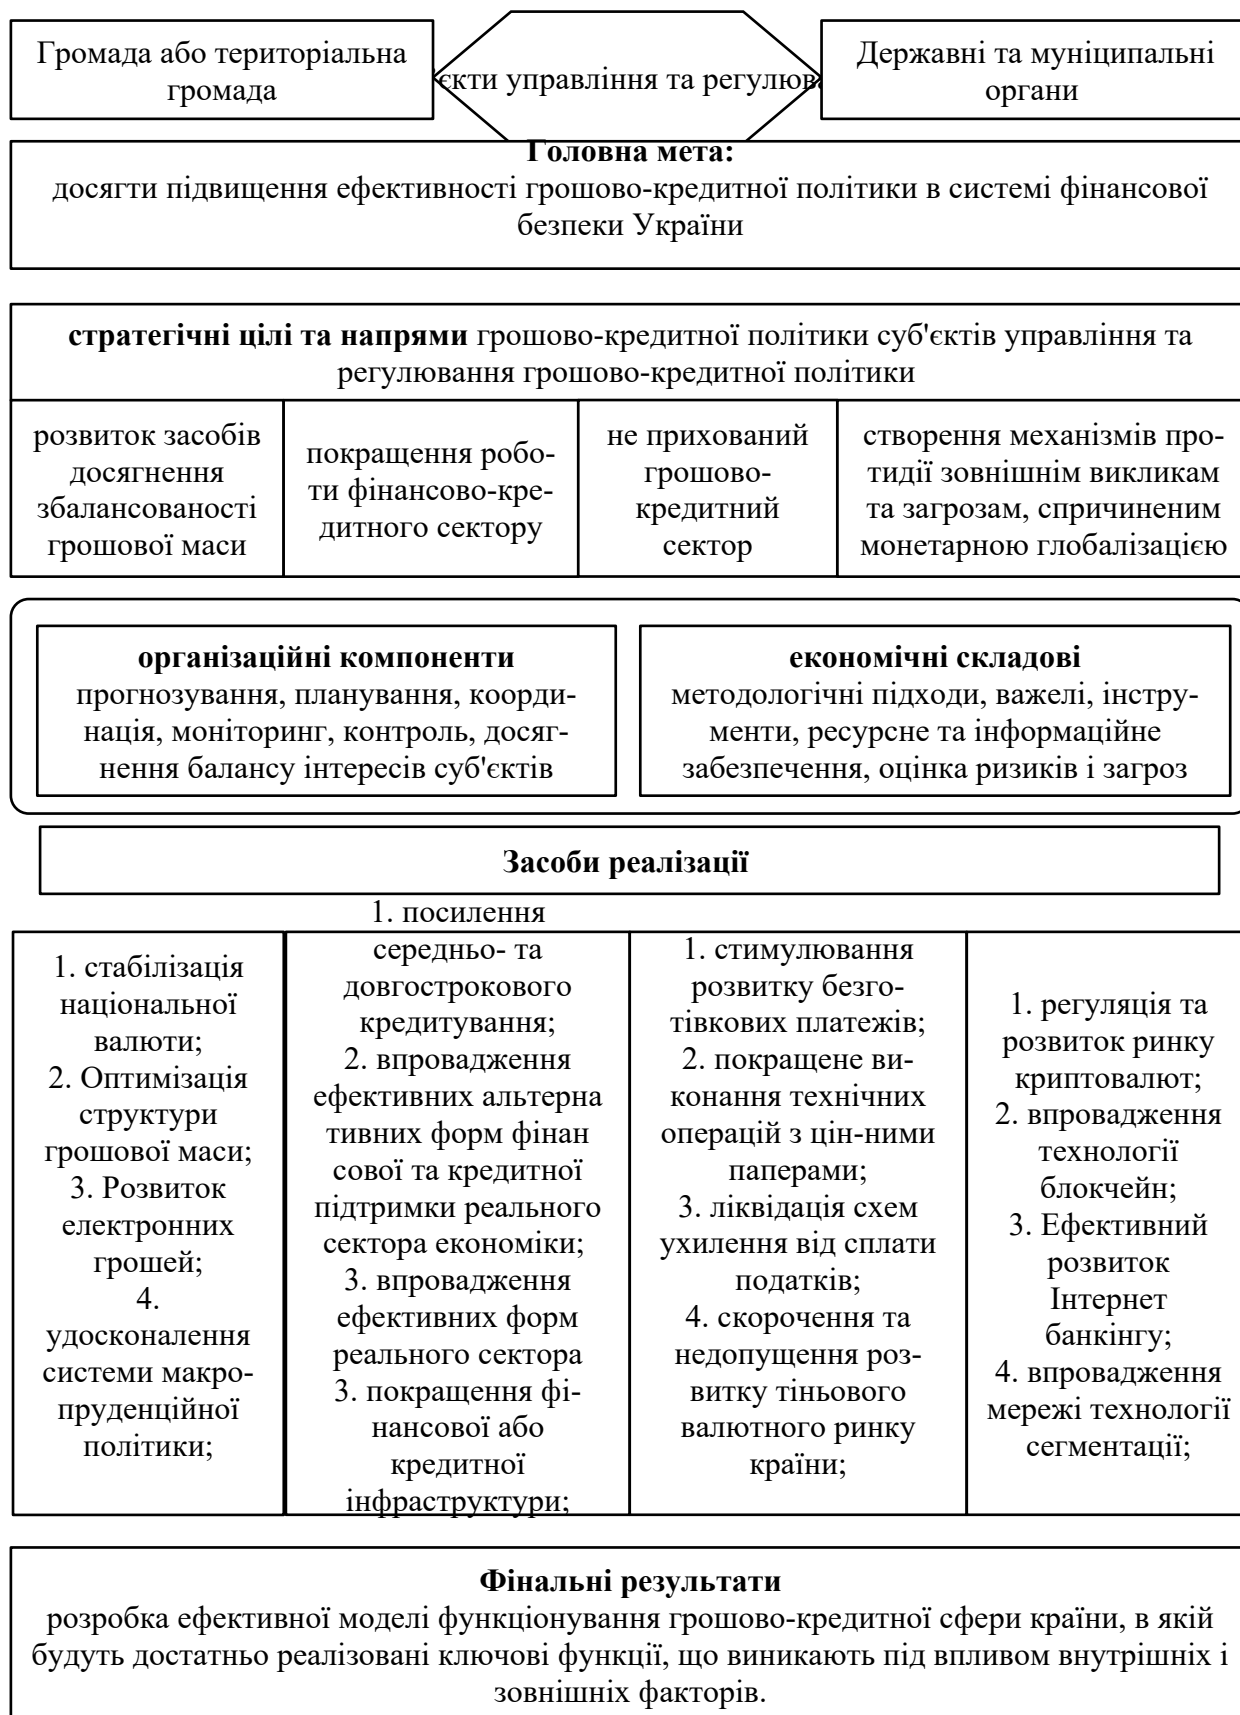 Громада або територіальна
громада
єкти управління та регулюва
Державні та муніципальні
органи
Головна мета:
досягти підвищення ефективності грошово-кредитної політики в системі фінансової
безпеки України
стратегічні цілі та напрями грошово-кредитної політики суб'єктів управління та
регулювання грошово-кредитної політики
розвиток засобів
досягнення
збалансованості
грошової маси
покращення робо-
ти фінансово-кре-
дитного сектору
не прихований
грошово-
кредитний
сектор
створення механізмів про-
тидії зовнішнім викликам
та загрозам, спричиненим
монетарною глобалізацією
організаційні компоненти
прогнозування, планування, коорди-
нація, моніторинг, контроль, досяг-
нення балансу інтересів суб'єктів
економічні складові
методологічні підходи, важелі, інстру-
менти, ресурсне та інформаційне
забезпечення, оцінка ризиків і загроз
Засоби реалізації
1. стабілізація
національної
валюти;
2. Оптимізація
структури
грошової маси;
3. Розвиток
електронних
грошей;
4.
удосконалення
системи макро-
пруденційної
політики;
1. посилення
середньо- та
довгострокового
кредитування;
2. впровадження
ефективних альтерна
тивних форм фінан
сової та кредитної
підтримки реального
сектора економіки;
3. впровадження
ефективних форм
реального сектора
3. покращення фі-
нансової або
кредитної
інфраструктури;
1. стимулювання
розвитку безго-
тівкових платежів;
2. покращене ви-
конання технічних
операцій з цін-ними
паперами;
3. ліквідація схем
ухилення від сплати
податків;
4. скорочення та
недопущення роз-
витку тіньового
валютного ринку
країни;
1. регуляція та
розвиток ринку
криптовалют;
2. впровадження
технології
блокчейн;
3. Ефективний
розвиток
Інтернет
банкінгу;
4. впровадження
мережі технології
сегментації;
Фінальні результати
розробка ефективної моделі функціонування грошово-кредитної сфери країни, в якій
будуть достатньо реалізовані ключові функції, що виникають під впливом внутрішніх і
зовнішніх факторів.